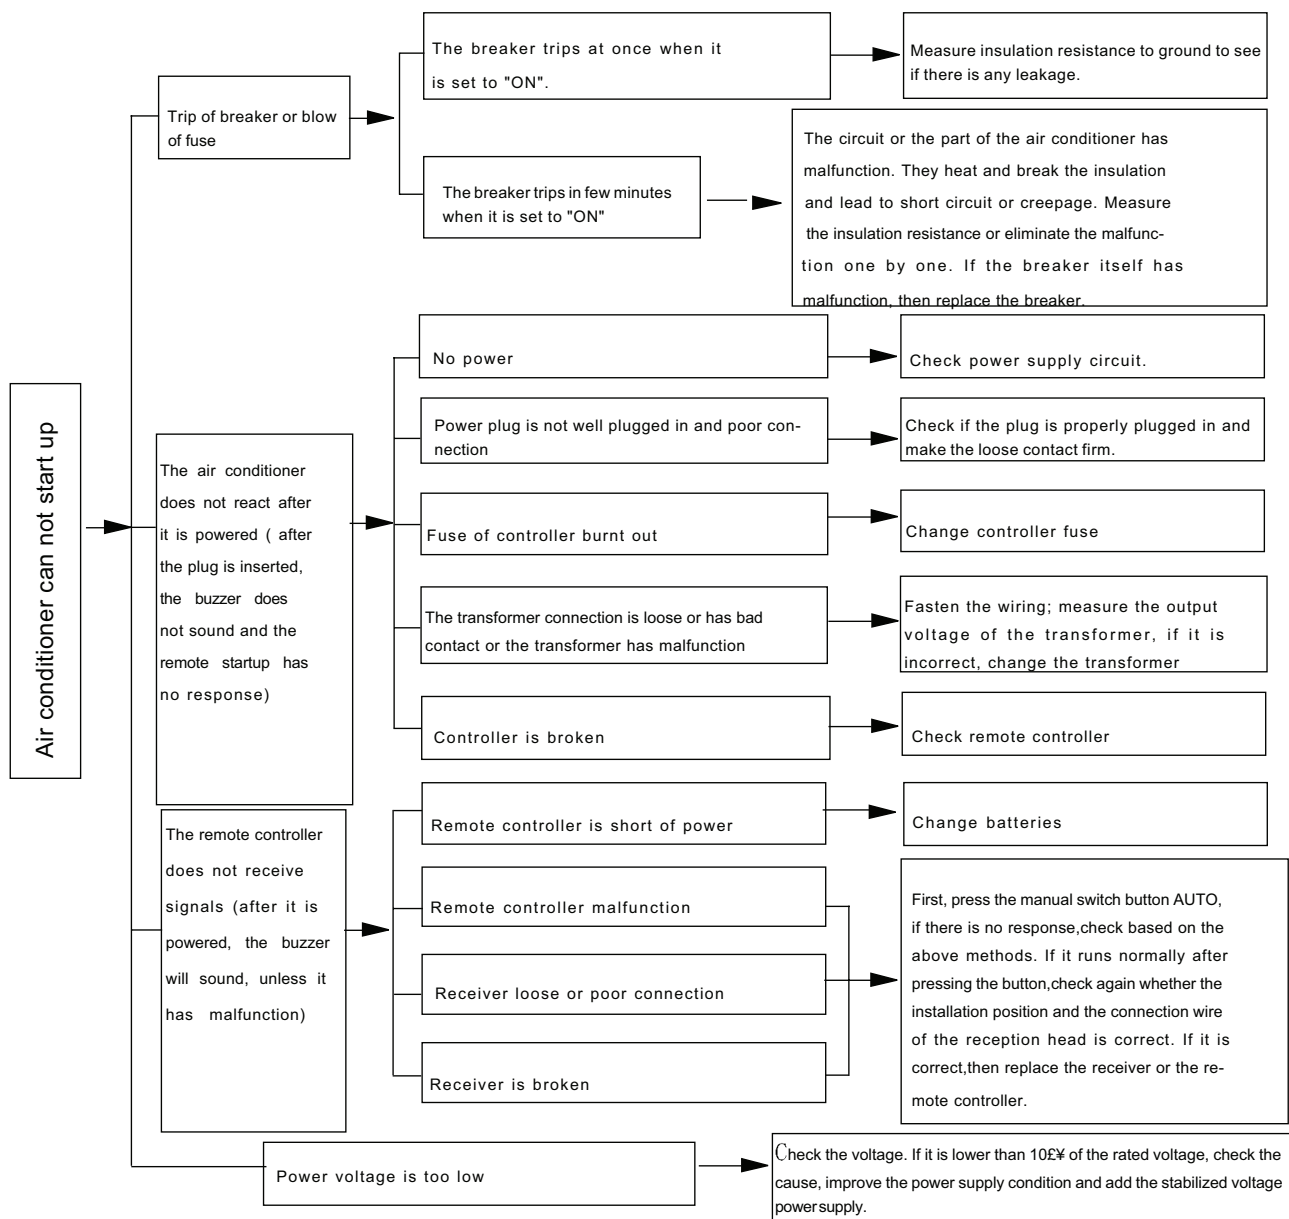 Air conditioner can not start up
Trip of breaker or blow
of fuse
The breaker trips at once when it
is set to "ON".
Measure insulation resistance to ground to see
if there is any leakage.
The breaker trips in few minutes
when it is set to "ON"
The circuit or the part of the air conditioner has
malfunction. They heat and break the insulation
and lead to short circuit or creepage. Measure
the insulation resistance or eliminate the malfunc-
tion one by one. If the breaker itself has
malfunction, then replace the breaker.
The air conditioner
does not react after
it is powered ( after
the plug is inserted,
the buzzer does
not sound and the
remote startup has
no response)
No power
Check power supply circuit.
Power plug is not well plugged in and poor con-
nection
Check if the plug is properly plugged in and
make the loose contact firm.
Fuse of controller burnt out
Change controller fuse
The transformer connection is loose or has bad
contact or the transformer has malfunction
Fasten the wiring; measure the output
voltage of the transformer, if it is
incorrect, change the transformer
Controller is broken
Check remote controller
The remote controller
does not receive
signals (after it is
powered, the buzzer
will sound, unless it
has malfunction)
Remote controller is short of power
Change batteries
Remote controller malfunction
Receiver loose or poor connection
Receiver is broken
First, press the manual switch button AUTO,
if there is no response,check based on the
above methods. If it runs normally after
pressing the button,check again whether the
installation position and the connection wire
of the reception head is correct. If it is
correct,then replace the receiver or the re-
mote controller.
Power voltage is too low
Check the voltage. If it is lower than 10£¥ of the rated voltage, check the
cause, improve the power supply condition and add the stabilized voltage
power supply.